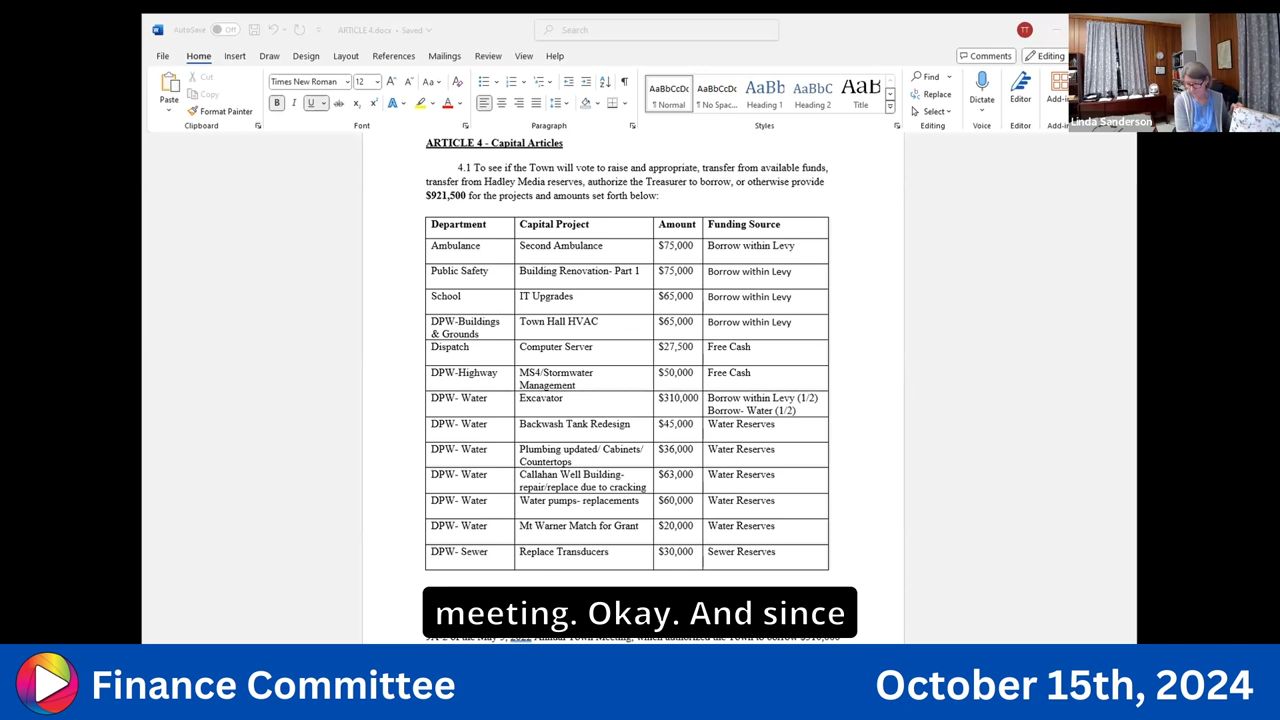 AutoSave Off ARTICLE 4.docx - Saved Search TT
File Home Insert Draw Design Layout References Mailings Review View Help Comments Editing
Paste Cut Copy Format Painter
Times New Roman 12 A A Aa
B I U ab x x A A
AaBbCcDc AaBbCcDc AaBb AaBbC AaB
¶ Normal ¶ No Spac... Heading 1 Heading 2 Title
Find Replace Select
Dictate Editor Add-in
Clipboard Font Paragraph Styles Editing Voice Editor Add-in
Linda Sanderson
ARTICLE 4 - Capital Articles
4.1 To see if the Town will vote to raise and appropriate, transfer from available funds,
transfer from Hadley Media reserves, authorize the Treasurer to borrow, or otherwise provide
$921,500 for the projects and amounts set forth below:
Department Capital Project Amount Funding Source
Ambulance Second Ambulance $75,000 Borrow within Levy
Public Safety Building Renovation- Part 1 $75,000 Borrow within Levy
School IT Upgrades $65,000 Borrow within Levy
DPW-Buildings Town Hall HVAC $65,000 Borrow within Levy
& Grounds
Dispatch Computer Server $27,500 Free Cash
DPW-Highway MS4/Stormwater $50,000 Free Cash
Management
DPW- Water Excavator $310,000 Borrow within Levy (1/2)
Borrow- Water (1/2)
DPW- Water Backwash Tank Redesign $45,000 Water Reserves
DPW- Water Plumbing updated/ Cabinets/ $36,000 Water Reserves
Countertops
DPW- Water Callahan Well Building- $63,000 Water Reserves
repair/replace due to cracking
DPW- Water Water pumps- replacements $60,000 Water Reserves
DPW- Water Mt Warner Match for Grant $20,000 Water Reserves
DPW- Sewer Replace Transducers $30,000 Sewer Reserves
meeting. Okay. And since
Finance Committee October 15th, 2024